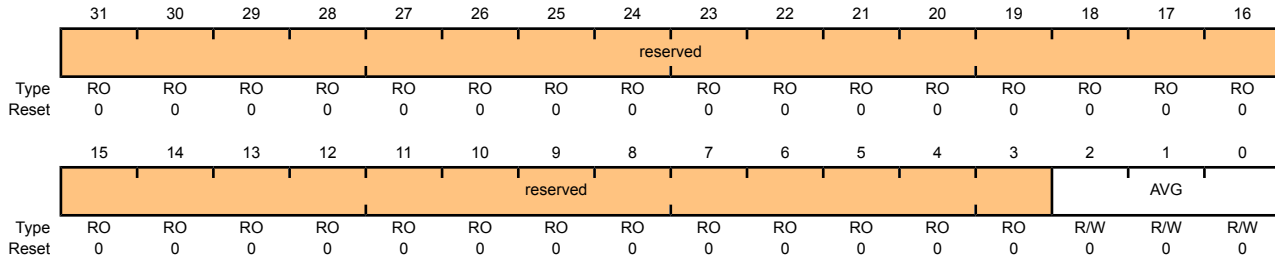 31 30 29 28 27 26 25 24 23 22 21 20 19 18 17 16
reserved
Type RO RO RO RO RO RO RO RO RO RO RO RO RO RO RO RO
Reset 0 0 0 0 0 0 0 0 0 0 0 0 0 0 0 0
15 14 13 12 11 10 9 8 7 6 5 4 3 2 1 0
reserved AVG
Type RO RO RO RO RO RO RO RO RO RO RO RO RO R/W R/W R/W
Reset 0 0 0 0 0 0 0 0 0 0 0 0 0 0 0 0